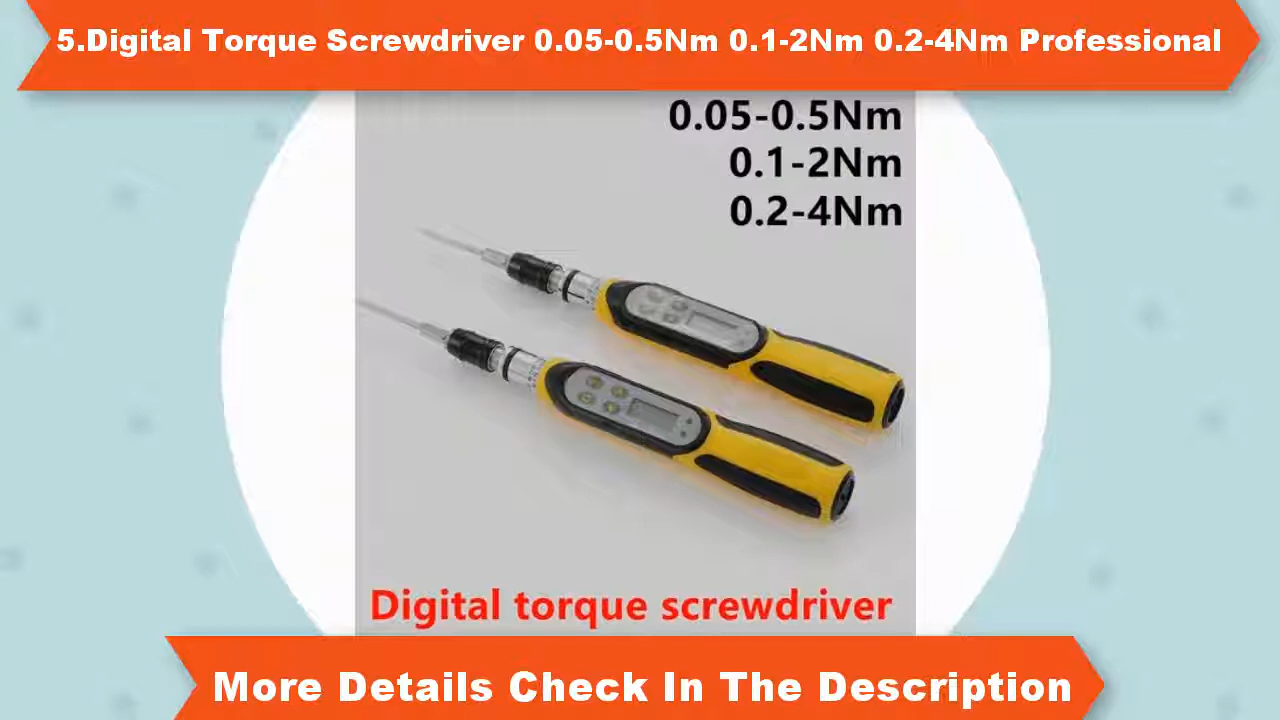 5.Digital Torque Screwdriver 0.05-0.5Nm 0.1-2Nm 0.2-4Nm Professional
0.05-0.5Nm
0.1-2Nm
0.2-4Nm
Digital torque screwdriver
More Details Check In The Description